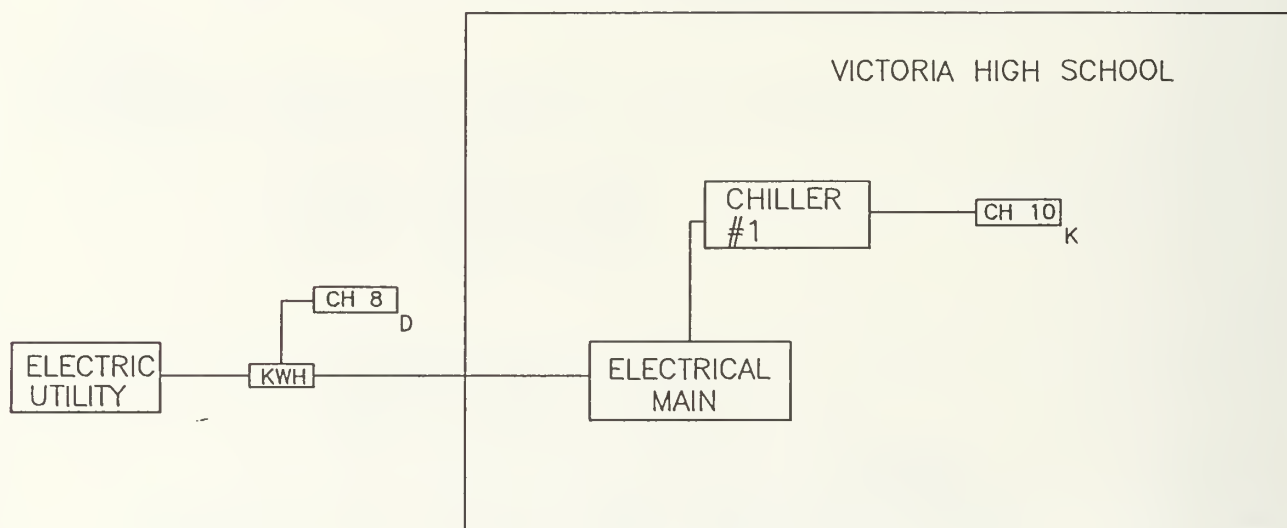 VICTORIA HIGH SCHOOL
CHILLER
#1
CH 10
K
CH 8
D
ELECTRIC
UTILITY
KWH
ELECTRICAL
MAIN